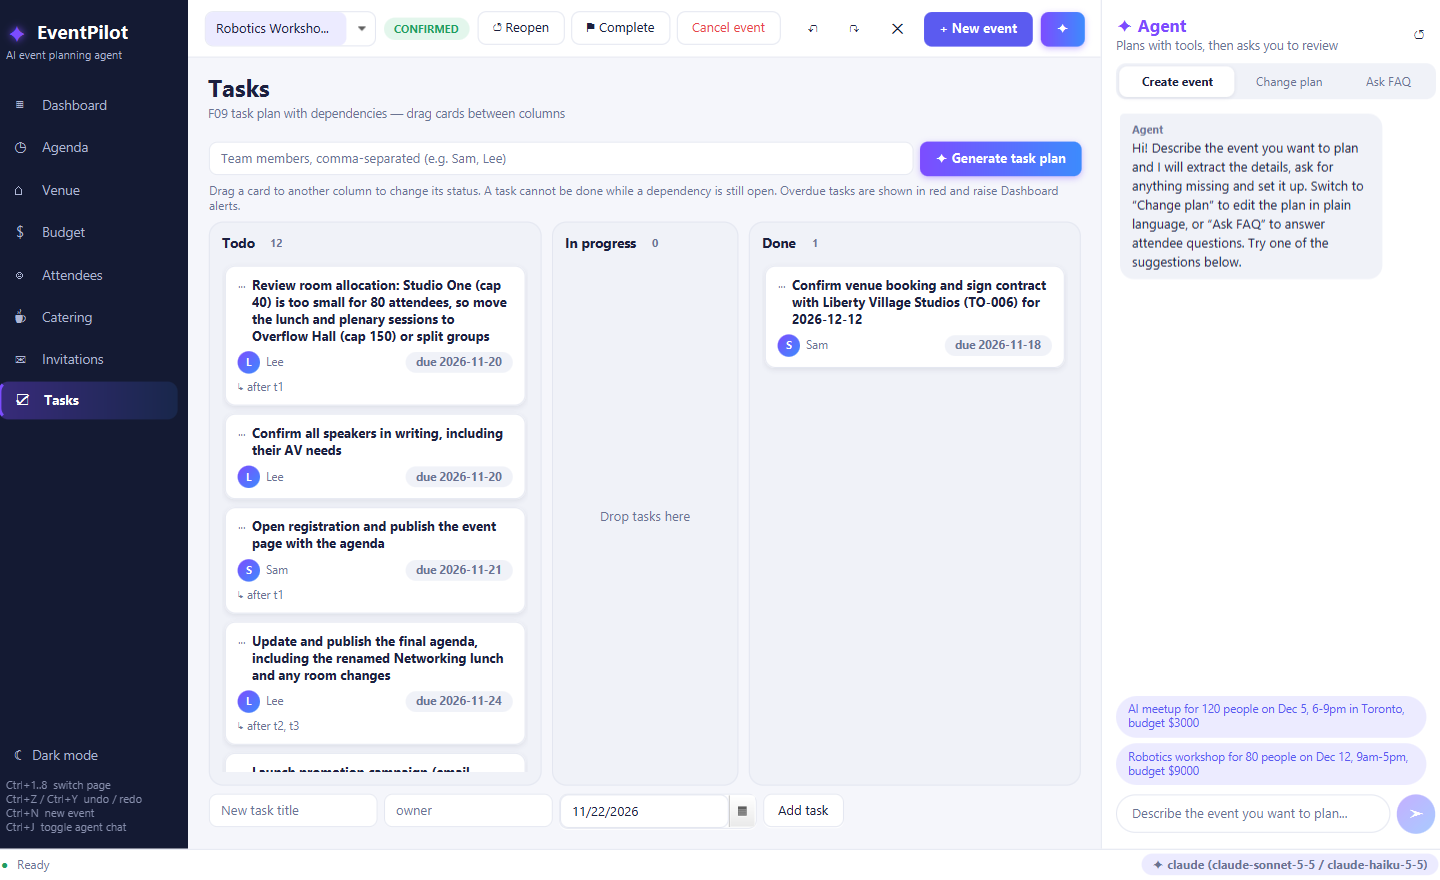 EventPilot
AI event planning agent
Dashboard
Agenda
Venue
$ Budget
Attendees
Catering
Invitations
Tasks
Dark mode
Ctrl+1..8 switch page
Ctrl+Z / Ctrl+Y undo / redo
Ctrl+N new event
Ctrl+J toggle agent chat
Robotics Worksho...
CONFIRMED
Reopen
Complete
Cancel event
+ New event
Tasks
F09 task plan with dependencies — drag cards between columns
Team members, comma-separated (e.g. Sam, Lee)
Generate task plan
Drag a card to another column to change its status. A task cannot be done while a dependency is still open. Overdue tasks are shown in red and raise Dashboard
alerts.
Todo 12
Review room allocation: Studio One (cap
40) is too small for 80 attendees, so move
the lunch and plenary sessions to
Overflow Hall (cap 150) or split groups
L Lee due 2026-11-20
↳ after t1
Confirm all speakers in writing, including
their AV needs
L Lee due 2026-11-20
Open registration and publish the event
page with the agenda
S Sam due 2026-11-21
↳ after t1
Update and publish the final agenda,
including the renamed Networking lunch
and any room changes
L Lee due 2026-11-24
↳ after t2, t3
Launch promotion campaign (email,
In progress 0
Drop tasks here
Done 1
Confirm venue booking and sign contract
with Liberty Village Studios (TO-006) for
2026-12-12
S Sam due 2026-11-18
New task title
owner
11/22/2026
Add task
Agent
Plans with tools, then asks you to review
Create event
Change plan
Ask FAQ
Agent
Hi! Describe the event you want to plan
and I will extract the details, ask for
anything missing and set it up. Switch to
“Change plan” to edit the plan in plain
language, or “Ask FAQ” to answer
attendee questions. Try one of the
suggestions below.
AI meetup for 120 people on Dec 5, 6-9pm in Toronto,
budget $3000
Robotics workshop for 80 people on Dec 12, 9am-5pm,
budget $9000
Describe the event you want to plan...
Ready
claude (claude-sonnet-5-5 / claude-haiku-5-5)